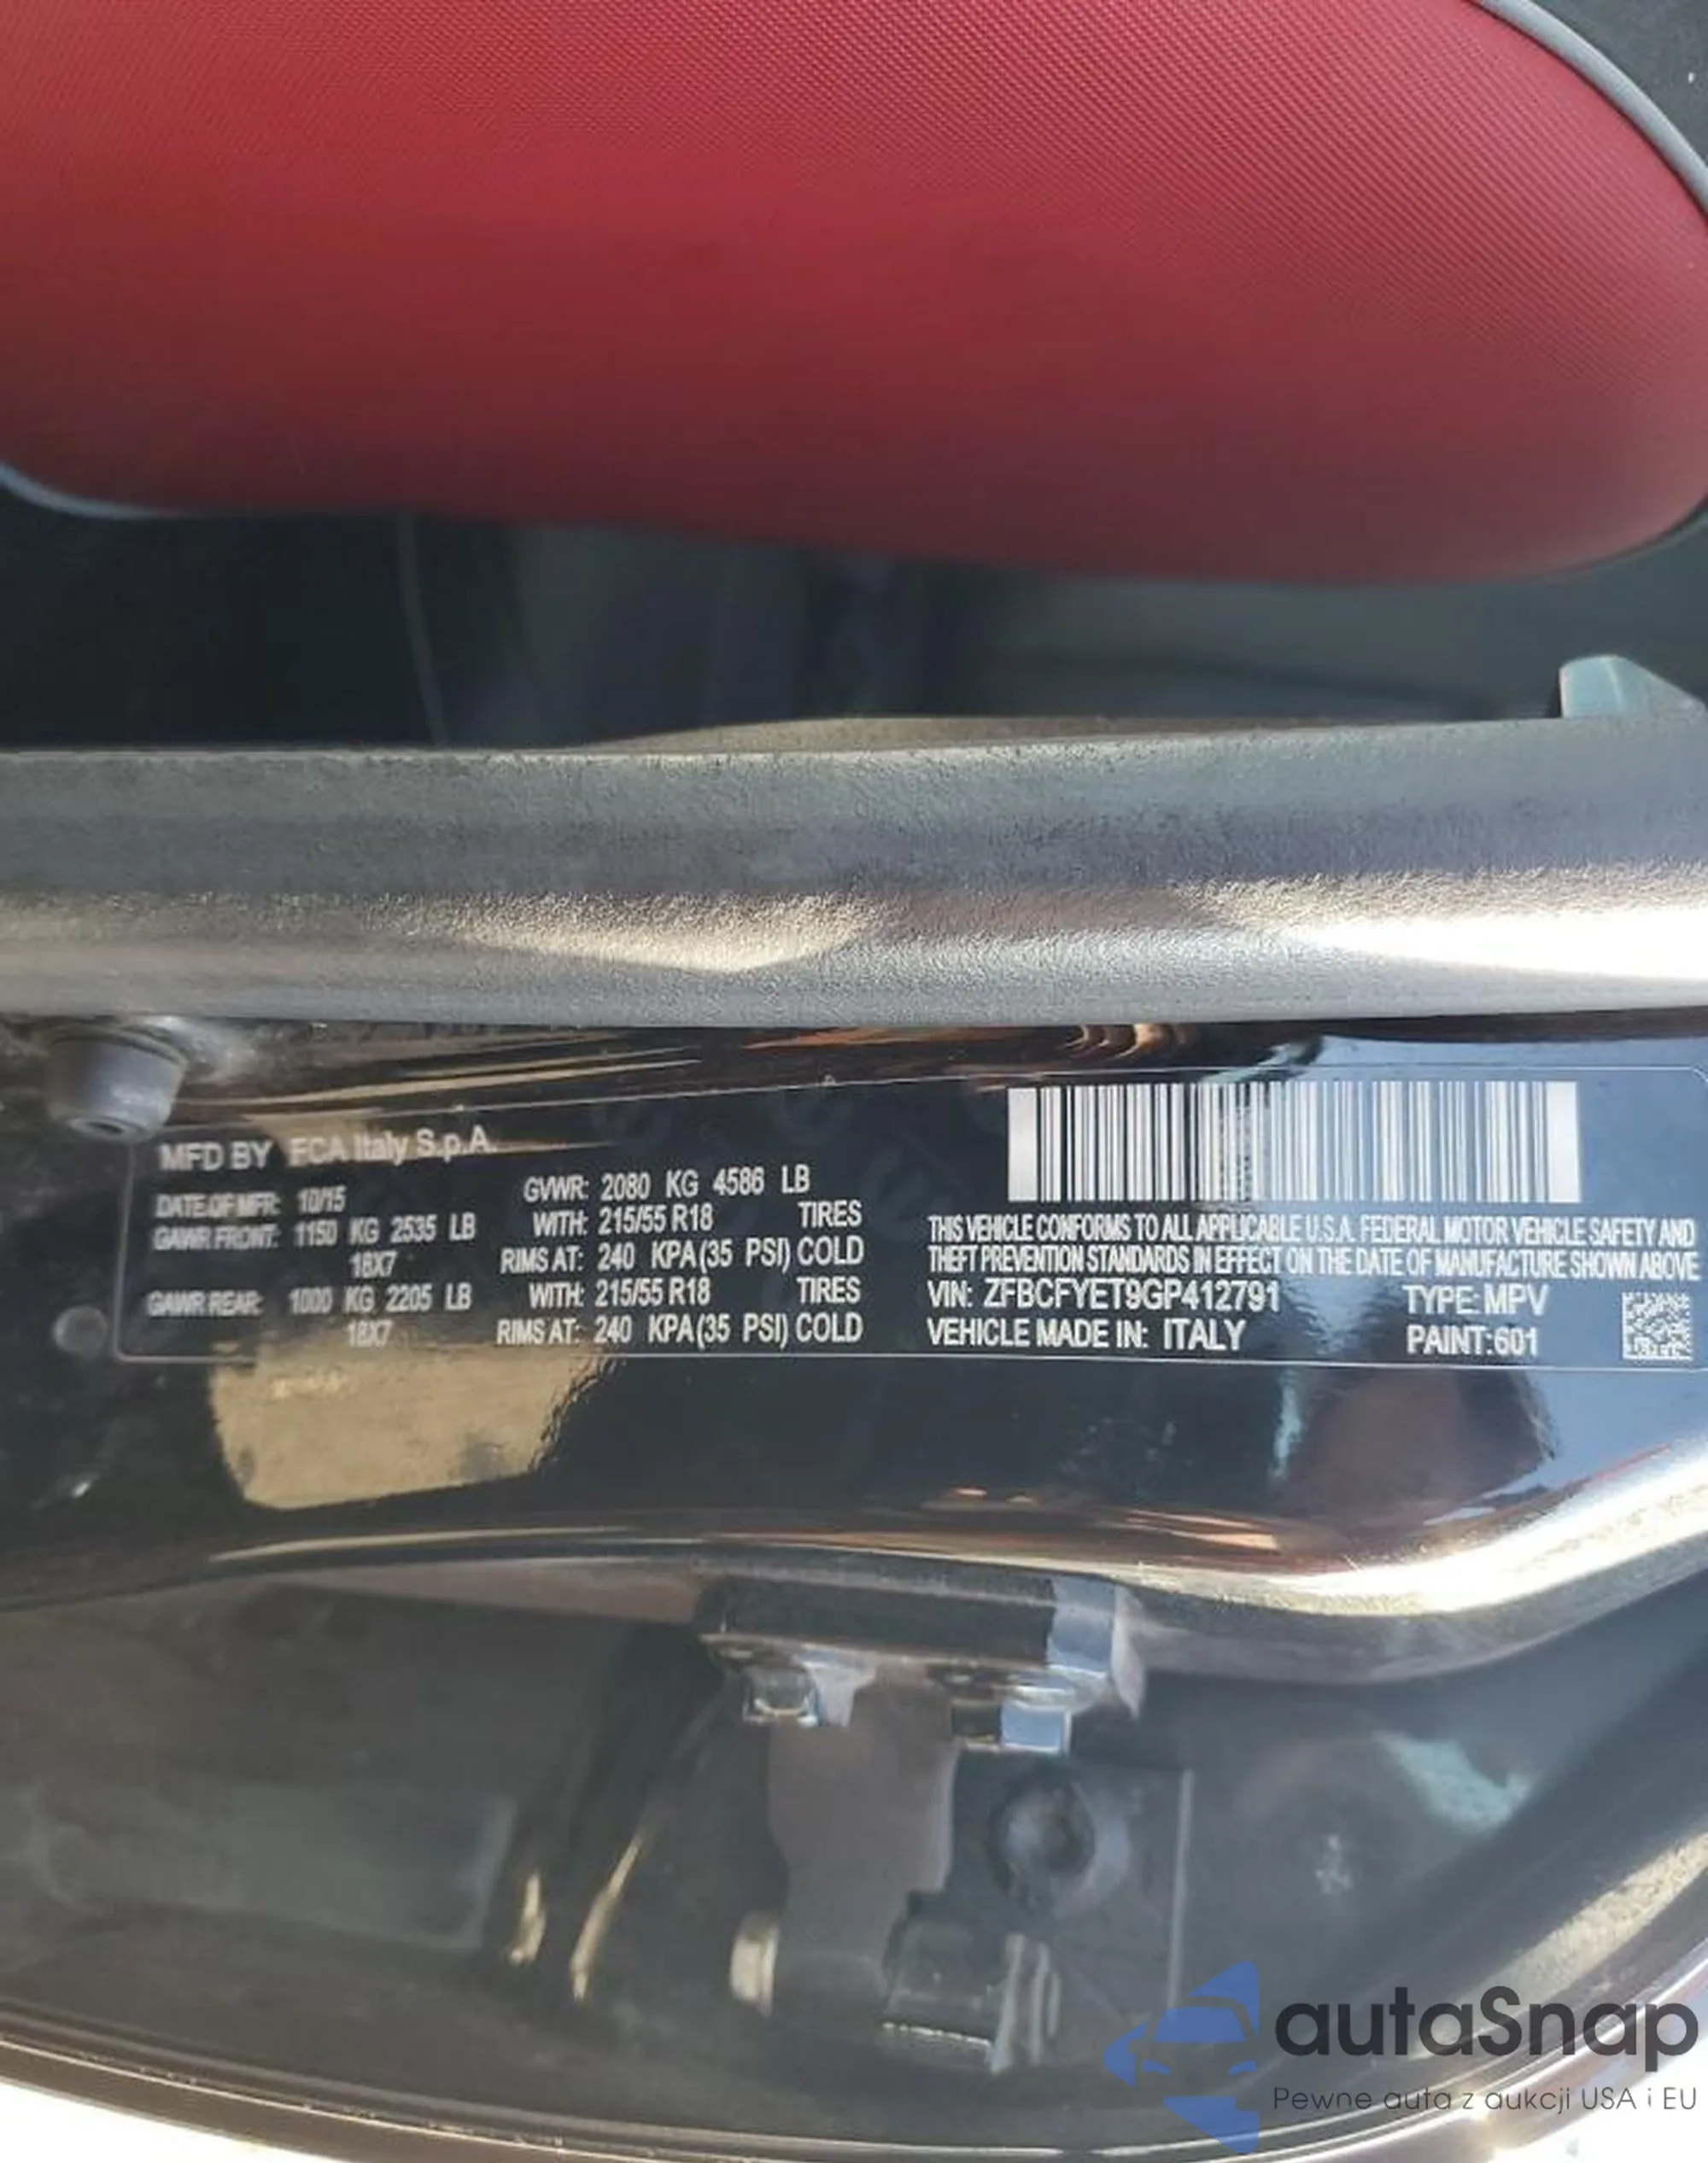 MFD BY FCA Italy S.p.A.
DATE OF MFR: 10/15
GVWR: 2080 KG 4586 LB
GAWR FRONT: 1150 KG 2535 LB WITH: 215/55 R18 TIRES
18X7 RIMS AT: 240 KPA(35 PSI) COLD
GAWR REAR: 1000 KG 2205 LB WITH: 215/55 R18 TIRES
18X7 RIMS AT: 240 KPA(35 PSI) COLD
THIS VEHICLE CONFORMS TO ALL APPLICABLE U.S.A. FEDERAL MOTOR VEHICLE SAFETY AND
THEFT PREVENTION STANDARDS IN EFFECT ON THE DATE OF MANUFACTURE SHOWN ABOVE
VIN: ZFBCFYET9GP412791 TYPE: MPV
VEHICLE MADE IN: ITALY PAINT:601
autaSnap
Pewne auta z aukcji USA i EU